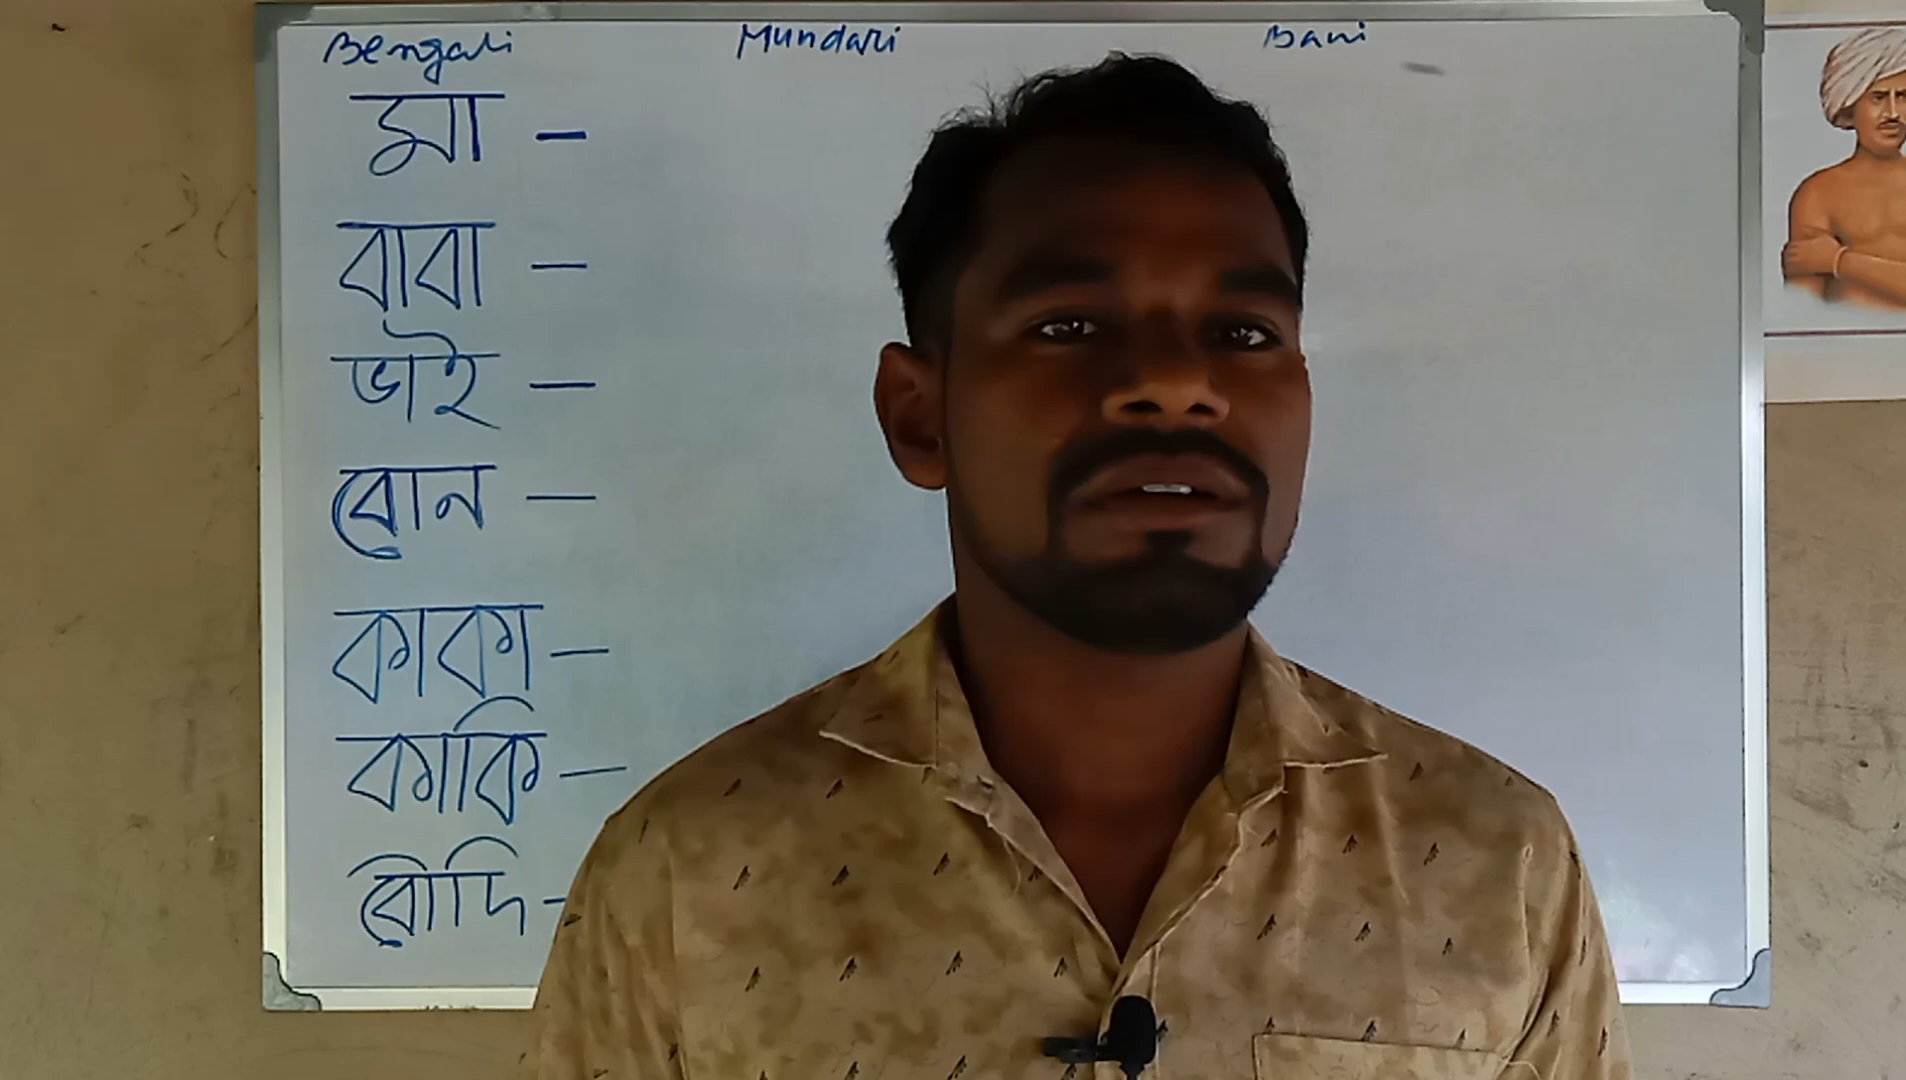 Bengali Mundari Bani
মা -
বাবা -
ভাই -
বোন -
কাকা -
কাকি -
বৌদি -